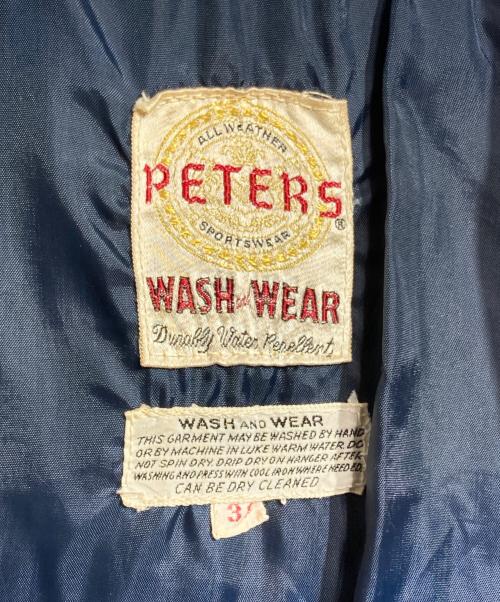 ALL WEATHER
PETERS
®
SPORTSWEAR
WASH and WEAR
Durably Water Repellent
WASH AND WEAR
THIS GARMENT MAY BE WASHED BY HAND
OR BY MACHINE IN LUKE WARM WATER. DO
NOT SPIN DRY. DRIP DRY ON HANGER AFTER
WASHING AND PRESS WITH COOL IRON WHERE NEEDED.
CAN BE DRY CLEANED